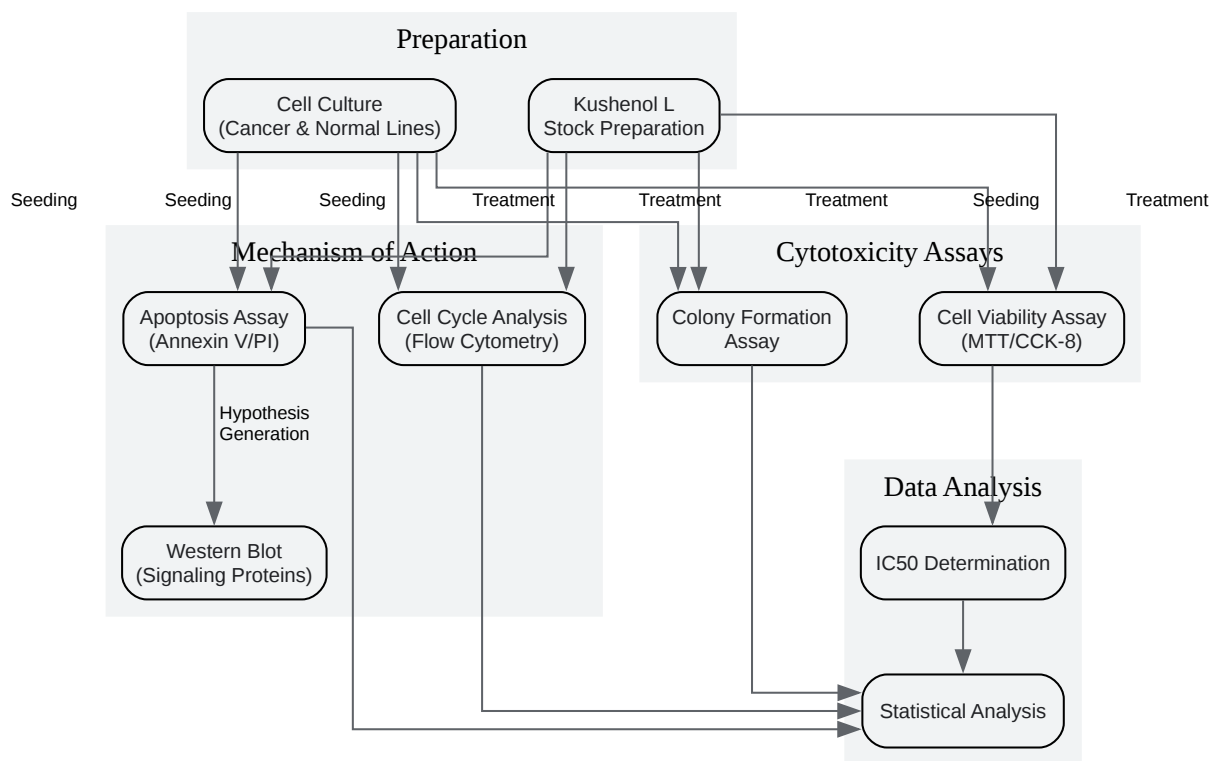 Preparation
Cell Culture
(Cancer & Normal Lines)
Kushenol L
Stock Preparation
Seeding
Seeding
Seeding
Treatment
Treatment
Treatment
Seeding
Treatment
Mechanism of Action
Cytotoxicity Assays
Apoptosis Assay
(Annexin V/PI)
Cell Cycle Analysis
(Flow Cytometry)
Colony Formation
Assay
Cell Viability Assay
(MTT/CCK-8)
Hypothesis
Generation
Data Analysis
Western Blot
(Signaling Proteins)
IC50 Determination
Statistical Analysis